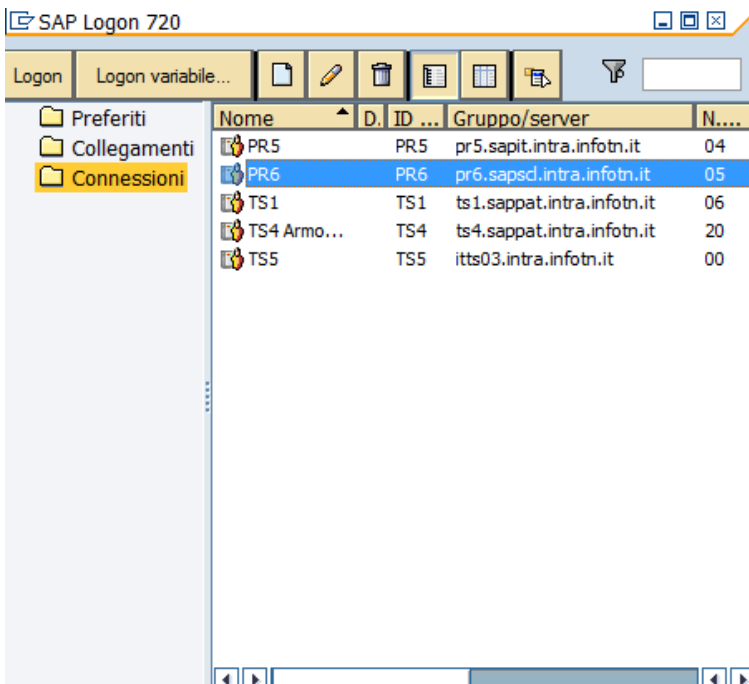 SAP Logon 720
Logon Logon variabile...
Preferiti
Collegamenti
Connessioni
Nome D. ID ... Gruppo/server N....
PR5 PR5 pr5.sapit.intra.infotn.it 04
PR6 PR6 pr6.sapscl.intra.infotn.it 05
TS1 TS1 ts1.sappat.intra.infotn.it 06
TS4 Armo... TS4 ts4.sappat.intra.infotn.it 20
TS5 TS5 itts03.intra.infotn.it 00